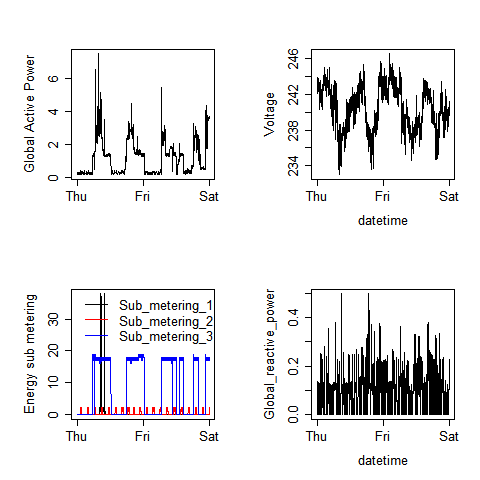 Global Active Power
0 2 4 6
Thu Fri Sat
Voltage
234 238 242 246
Thu Fri Sat
datetime
Energy sub metering
0 10 20 30
Sub_metering_1
Sub_metering_2
Sub_metering_3
Thu Fri Sat
Global_reactive_power
0.0 0.2 0.4
Thu Fri Sat
datetime